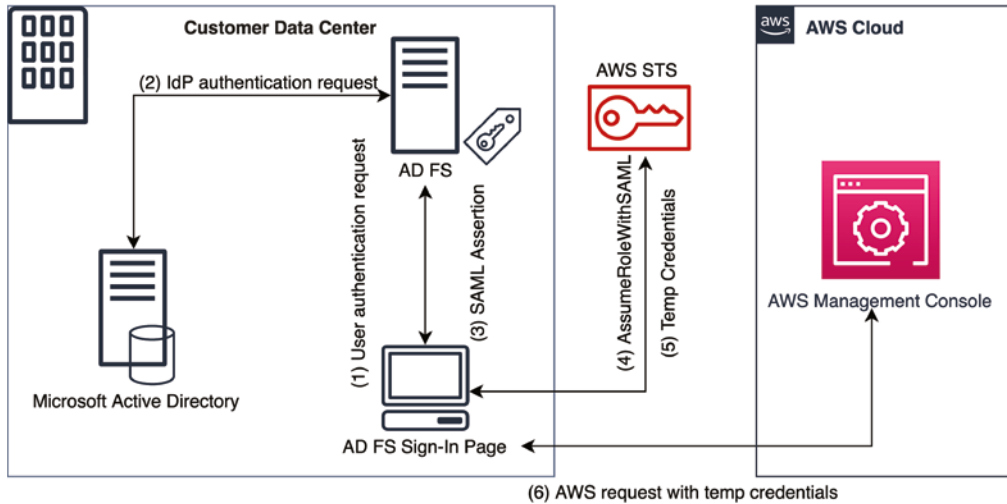 Customer Data Center
aws
AWS Cloud
(2) IdP authentication request
AWS STS
AD FS
(1) User authentication request
(3) SAML Assertion
(4) AssumeRoleWithSAML
(5) Temp Credentials
AWS Management Console
Microsoft Active Directory
AD FS Sign-In Page
(6) AWS request with temp credentials